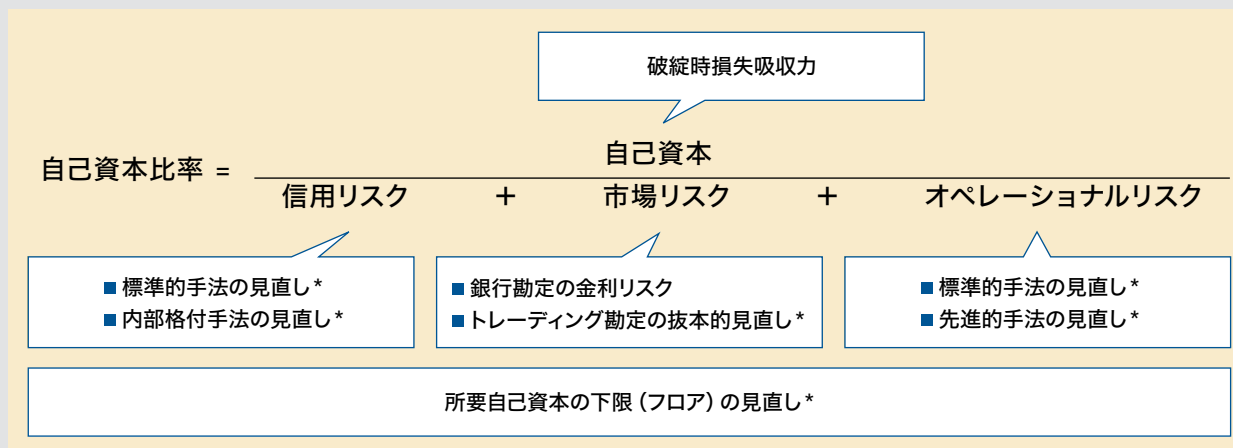 破綻時損失吸収力
自己資本比率 = 自己資本
信用リスク + 市場リスク + オペレーショナルリスク
■ 標準的手法の見直し*
■ 内部格付手法の見直し*
■ 銀行勘定の金利リスク
■ トレーディング勘定の抜本的見直し*
■ 標準的手法の見直し*
■ 先進的手法の見直し*
所要自己資本の下限（フロア）の見直し*